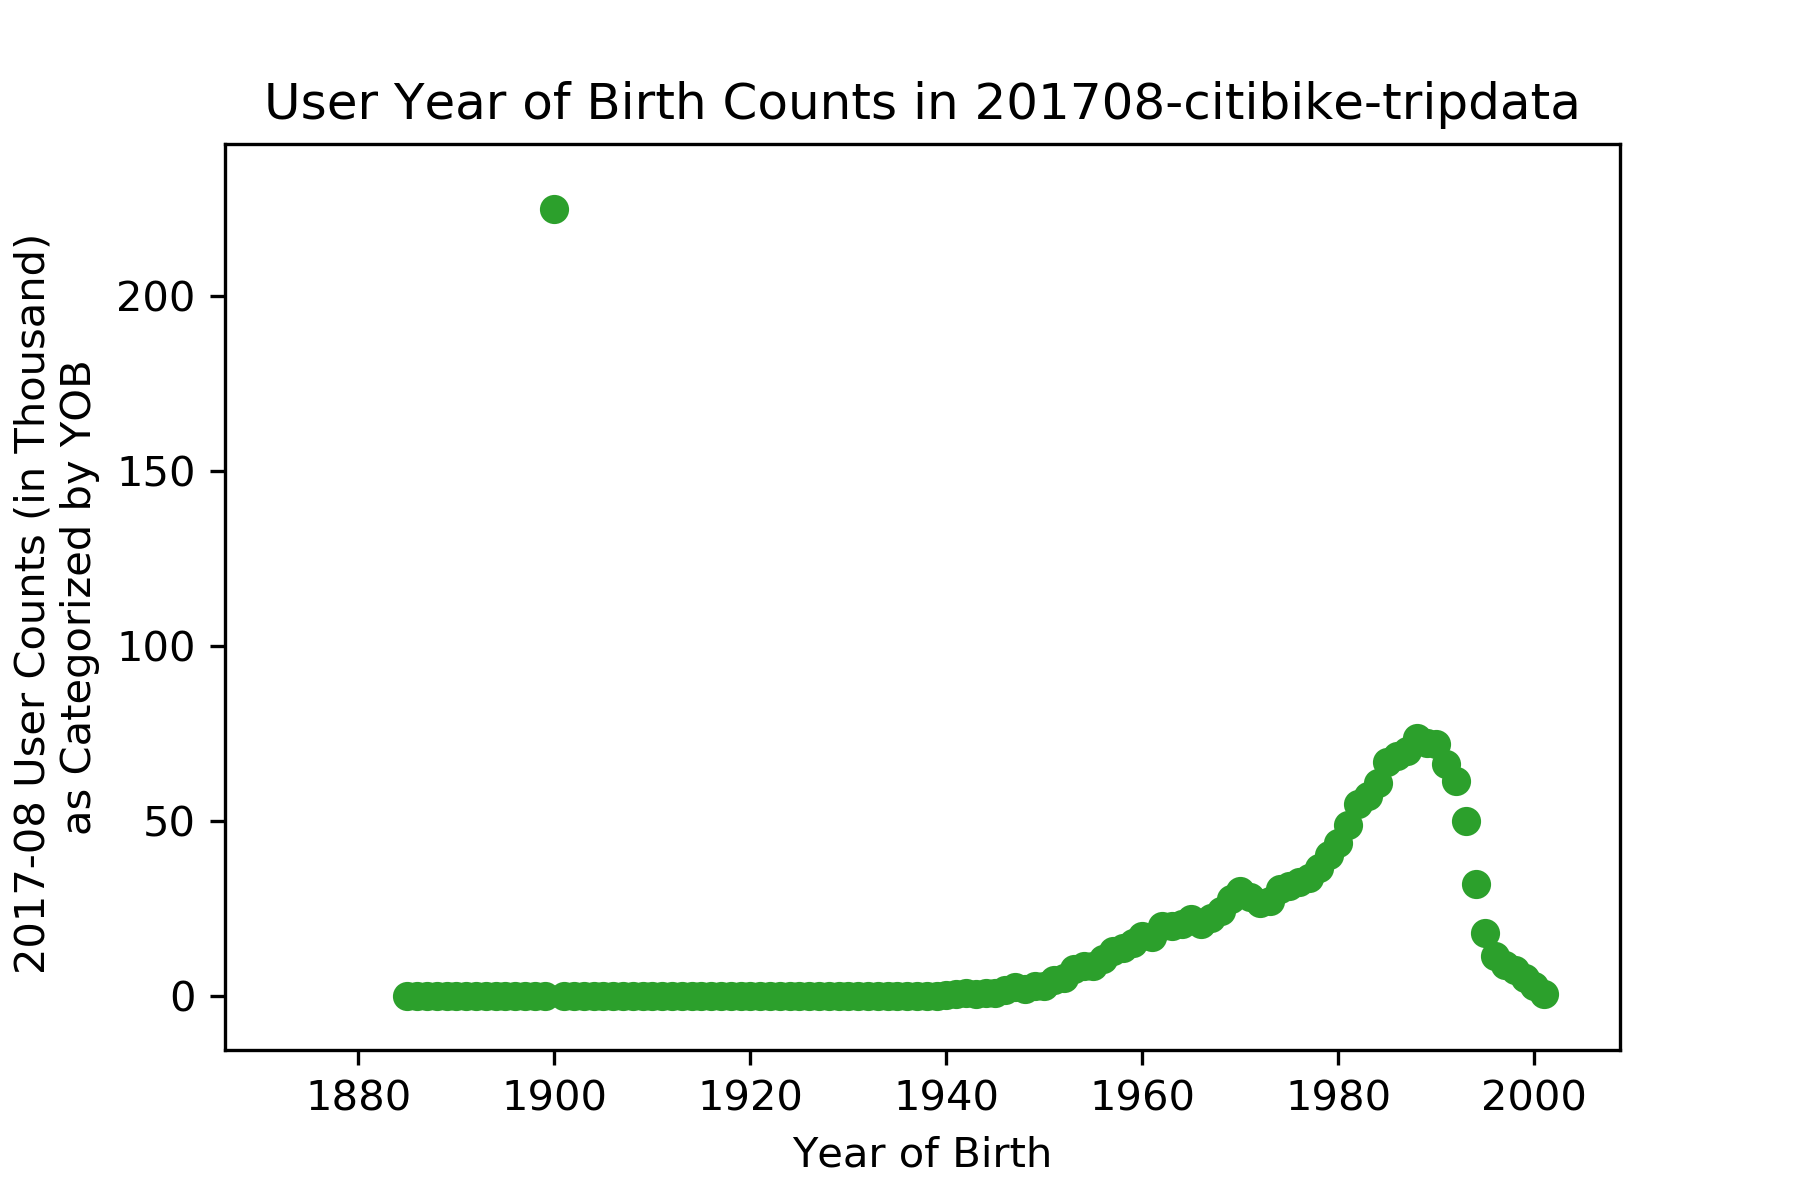 User Year of Birth Counts in 201708-citibike-tripdata
2017-08 User Counts (in Thousand)
as Categorized by YOB
200
150
100
50
0
1880 1900 1920 1940 1960 1980 2000
Year of Birth